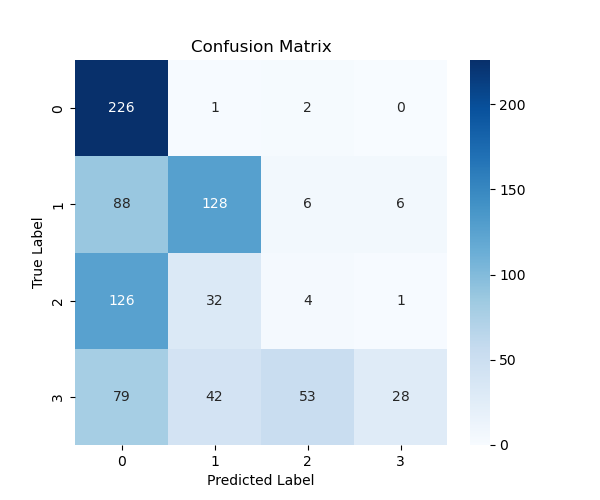 Confusion Matrix
True Label
0 226 1 2 0
1 88 128 6 6
2 126 32 4 1
3 79 42 53 28
0 1 2 3
Predicted Label
200
150
100
50
0